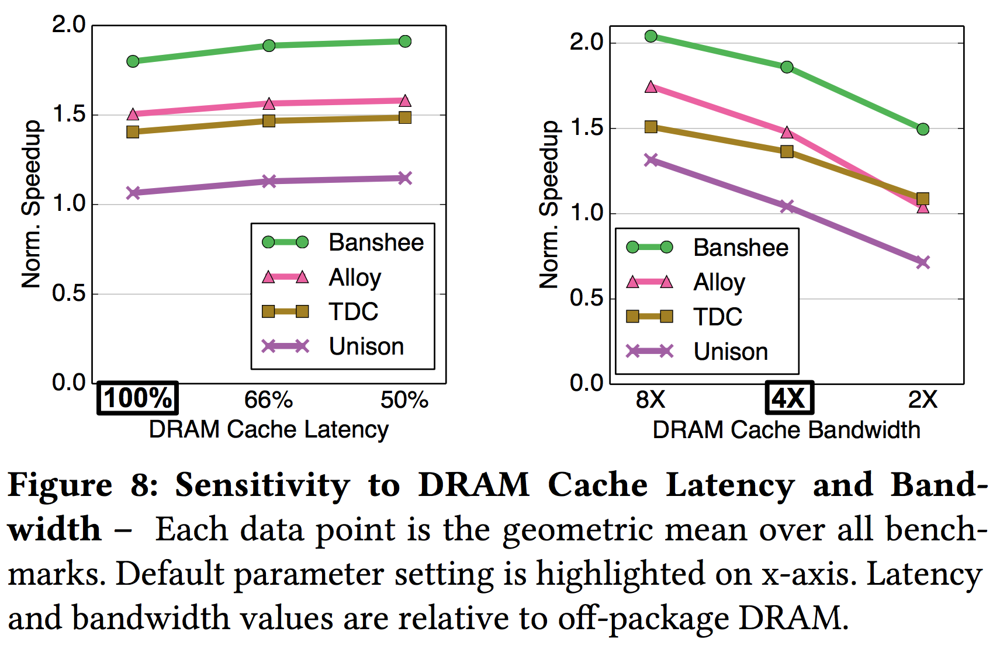 2.0
1.5
1.0
0.5
0.0
Norm. Speedup
Banshee
Alloy
TDC
Unison
100% 66% 50%
DRAM Cache Latency
2.0
1.5
1.0
0.5
0.0
Norm. Speedup
Banshee
Alloy
TDC
Unison
8X 4X 2X
DRAM Cache Bandwidth
Figure 8: Sensitivity to DRAM Cache Latency and Band-
width – Each data point is the geometric mean over all bench-
marks. Default parameter setting is highlighted on x-axis. Latency
and bandwidth values are relative to off-package DRAM.